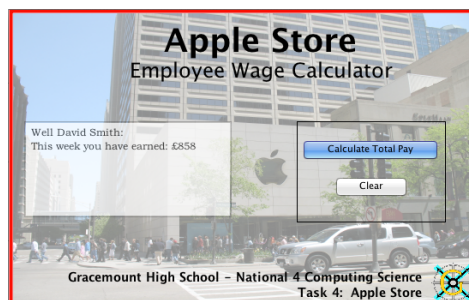 Apple Store
Employee Wage Calculator
Well David Smith:
This week you have earned: £858
Calculate Total Pay
Clear
Gracemount High School - National 4 Computing Science
Task 4: Apple Store